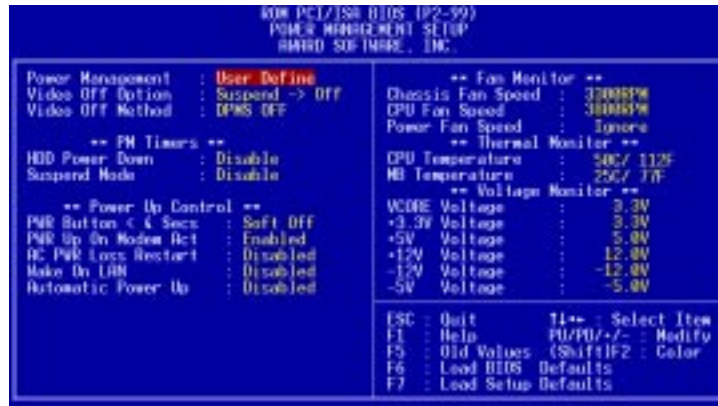 ROM PCI/ISA BIOS (P2-99)
POWER MANAGEMENT SETUP
AWARD SOFTWARE, INC.
Power Management : User Define
Video Off Option : Suspend -> Off
Video Off Method : DPMS OFF
** PM Timers **
HDD Power Down : Disable
Suspend Mode : Disable
** Power Up Control **
PWR Button < 4 Secs : Soft Off
PWR Up On Modem Act : Enabled
AC PWR Loss Restart : Disabled
Wake On LAN : Disabled
Automatic Power Up : Disabled
** Fan Monitor **
Chassis Fan Speed :
CPU Fan Speed :
Power Fan Speed : Ignore
** Thermal Monitor **
CPU Temperature : 112F
MB Temperature : 25C/ 77F
** Voltage Monitor **
VCORE Voltage : 3.3V
+3.3V Voltage : 3.3V
+5V Voltage : 5.0V
+12V Voltage : 12.0V
-12V Voltage : -12.0V
-5V Voltage : -5.0V
ESC : Quit ↑↓→← : Select Item
F1 : Help PU/PD/+/- : Modify
F5 : Old Values (Shift)F2 : Color
F6 : Load BIOS Defaults
F7 : Load Setup Defaults